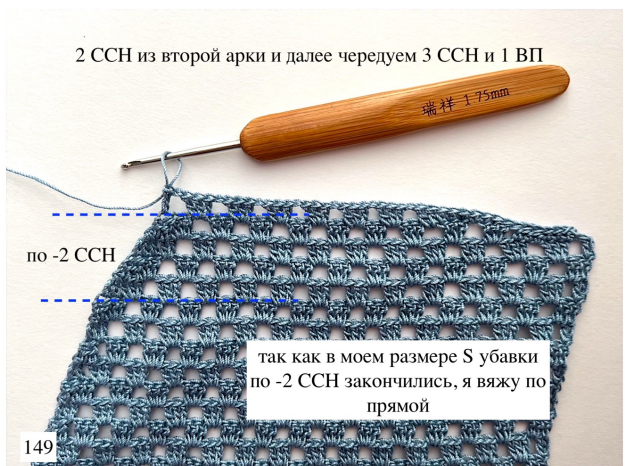 2 ССН из второй арки и далее чередуем 3 ССН и 1 ВП
瑞祥 1.75mm
по -2 ССН
так как в моем размере S убавки
по -2 ССН закончились, я вяжу по
прямой
149